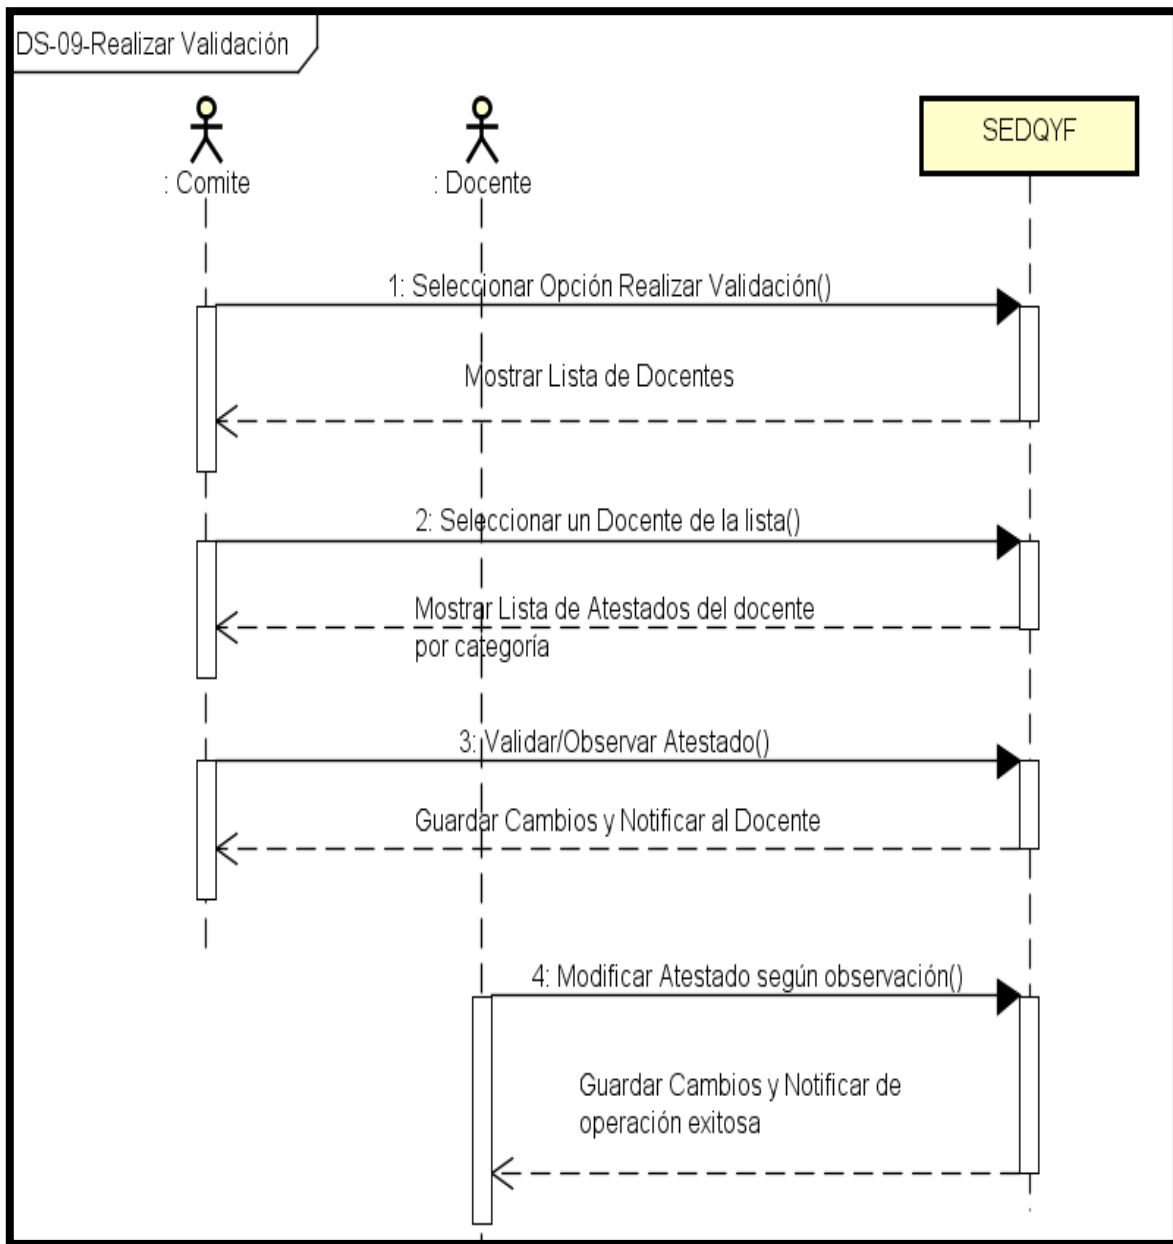 DS-09-Realizar Validación
: Comite
: Docente
SEDQYF
1: Seleccionar Opción Realizar Validación()
Mostrar Lista de Docentes
2: Seleccionar un Docente de la lista()
Mostrar Lista de Atestados del docente
por categoría
3: Validar/Observar Atestado()
Guardar Cambios y Notificar al Docente
4: Modificar Atestado según observación()
Guardar Cambios y Notificar de
operación exitosa